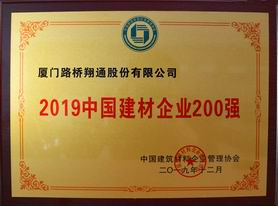 厦门路桥翔通股份有限公司
2019中国建材企业200强
中国建筑材料企业管理协会
二〇一九年十二月